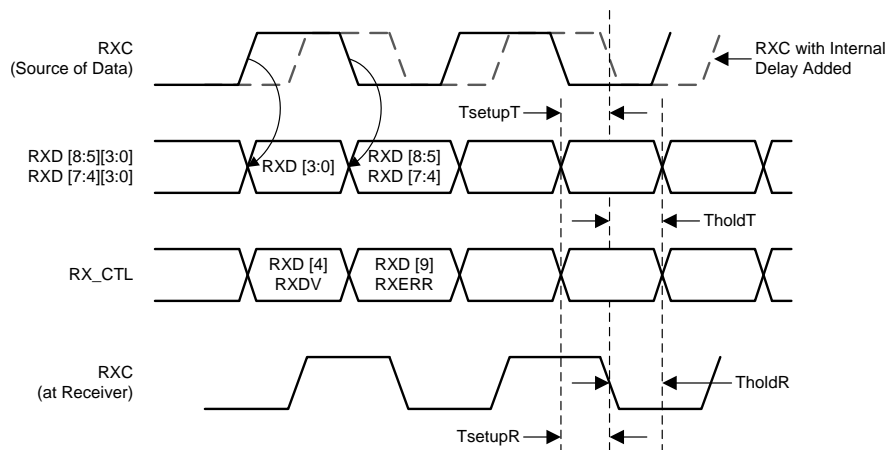 RXC
(Source of Data)
RXC with Internal
Delay Added
TsetupT
RXD [8:5][3:0]
RXD [7:4][3:0]
RXD [3:0]
RXD [8:5]
RXD [7:4]
TholdT
RX_CTL
RXD [4]
RXDV
RXD [9]
RXERR
RXC
(at Receiver)
TholdR
TsetupR